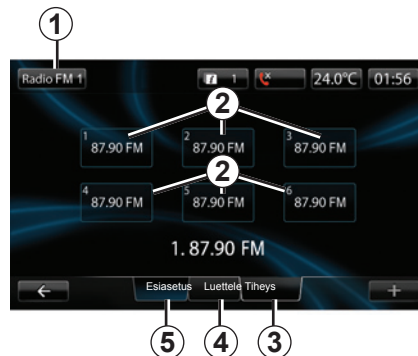 1
Radio FM 1 1 24.0°C 01:56
2
1 87.90 FM 2 87.90 FM 3 87.90 FM
2
4 87.90 FM 5 87.90 FM 6 87.90 FM
1. 87.90 FM
Esiasetus Luettele Tiheys
5 4 3